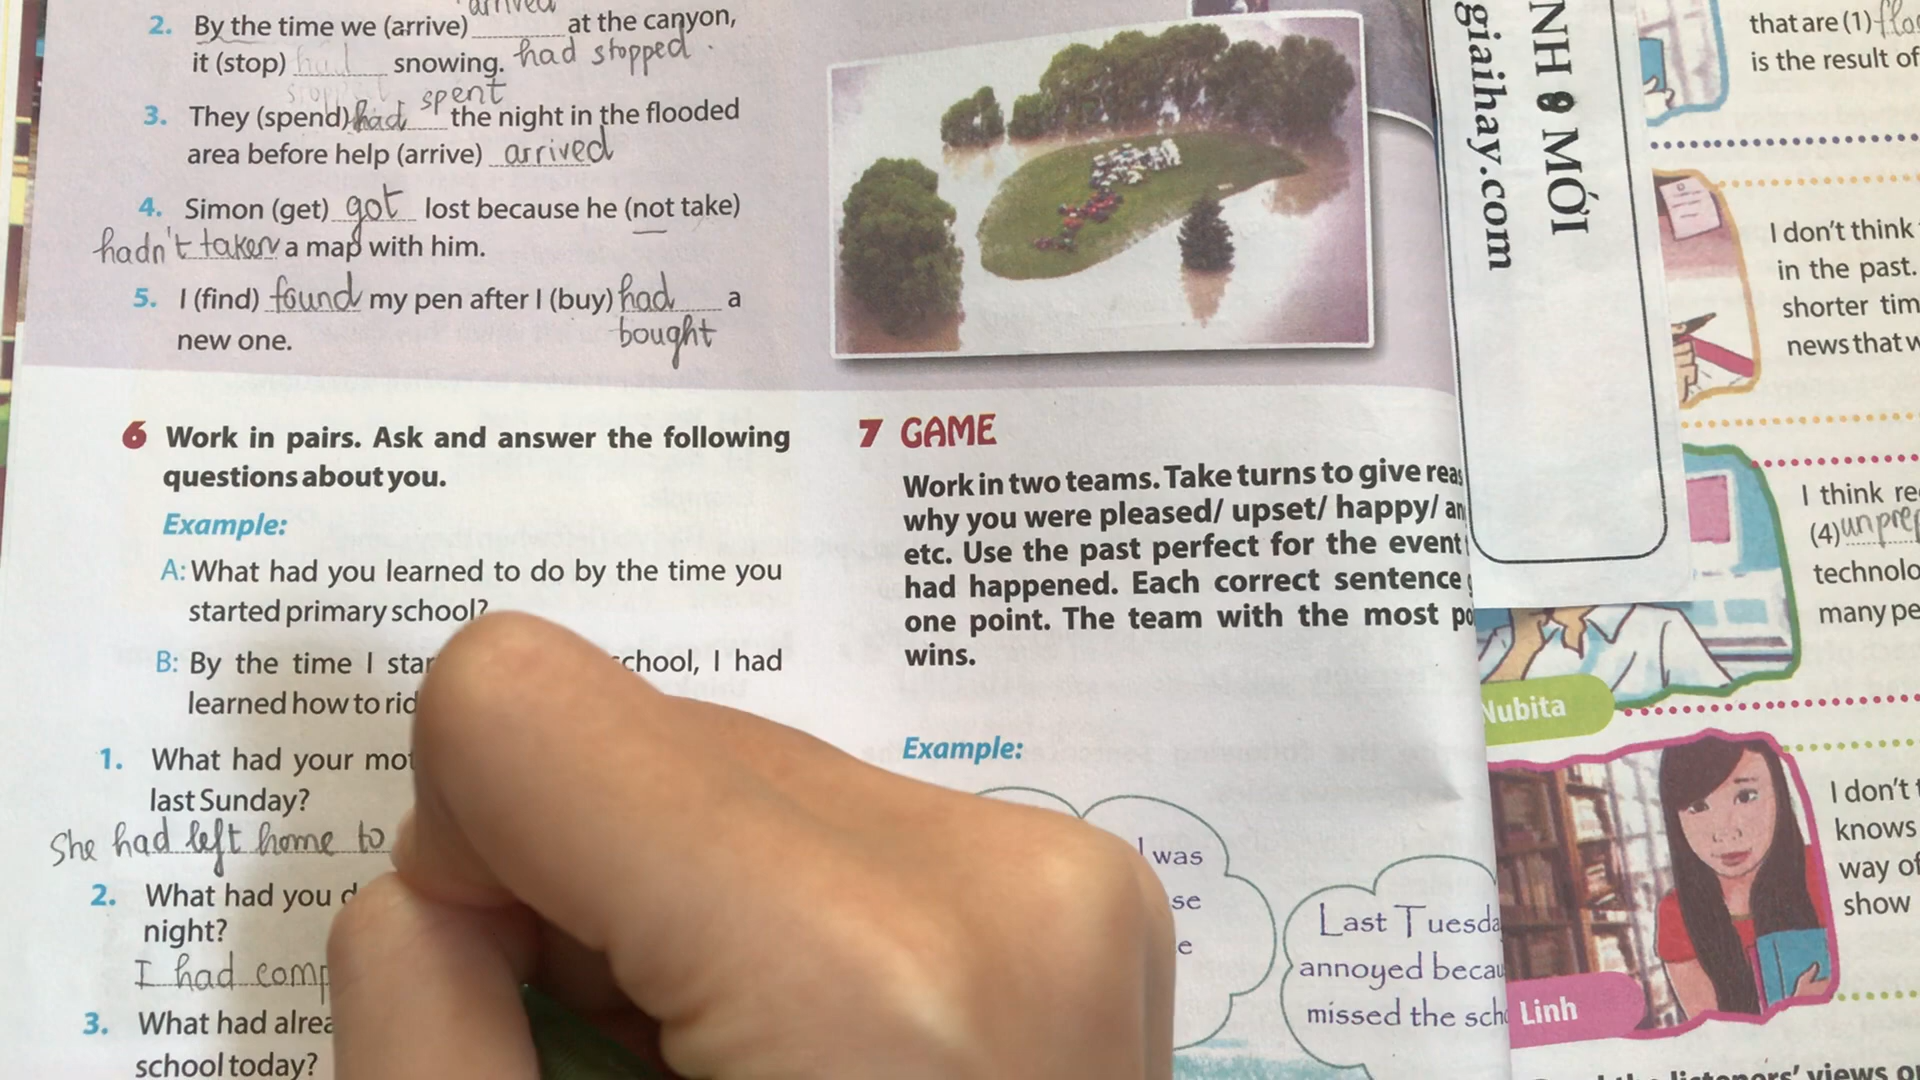 arrived
2. By the time we (arrive) at the canyon,
it (stop) had snowing. had stopped.
stopped spent
3. They (spend) had the night in the flooded
area before help (arrive) arrived
4. Simon (get) got lost because he (not take)
hadn't taken a map with him.
5. I (find) found my pen after I (buy) had a
new one. bought
6 Work in pairs. Ask and answer the following
questions about you.
Example:
A: What had you learned to do by the time you
started primary school?
B: By the time I star chool, I had
learned how to rid
1. What had your mot
last Sunday?
She had left home to
2. What had you d
night?
I had comp
3. What had alrea
school today?
7 GAME
Work in two teams. Take turns to give reas
why you were pleased/ upset/ happy/ an
etc. Use the past perfect for the event
had happened. Each correct sentence
one point. The team with the most po
wins.
Example:
I was
se
e
Last Tuesda
annoyed becau
missed the scho
NH 8 MỚI
giaihay.com
that are (1) flo
is the result of
I don't think
in the past.
shorter tim
news that w
I think re
(4) unprep
technolo
many pe
Nubita
I don't t
knows
way of
show
Linh
listeners' views o